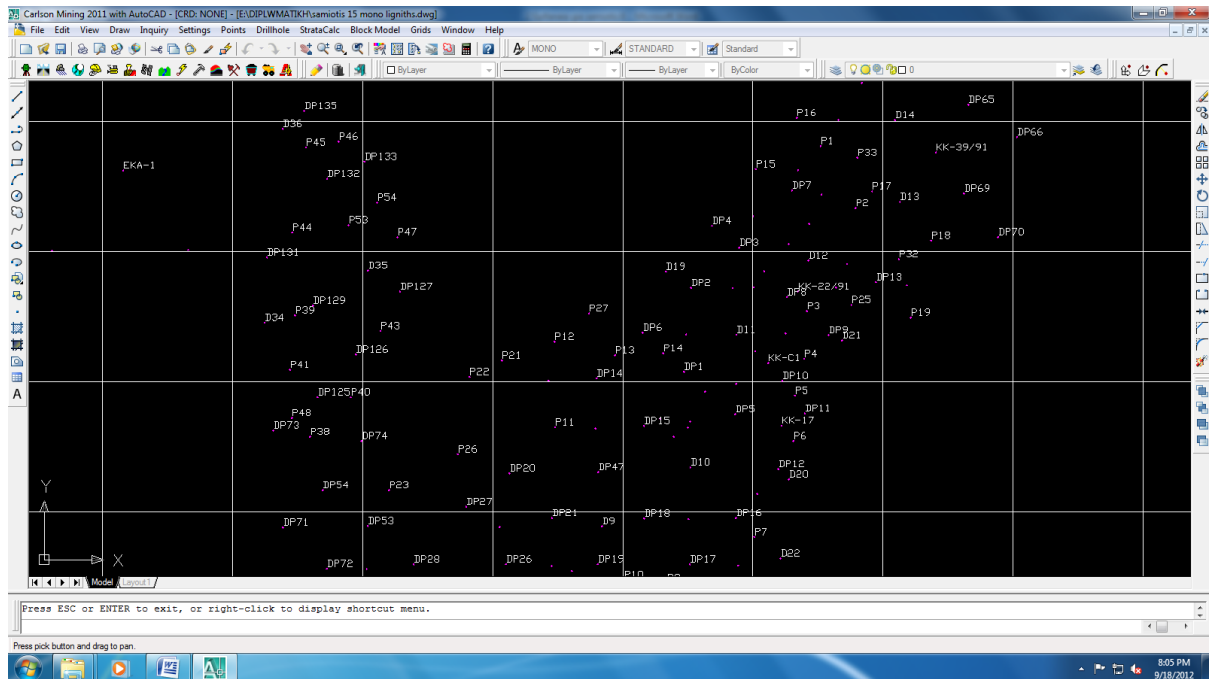 Carlson Mining 2011 with AutoCAD - [CRD: NONE] - [E:\DIPLWMATIKH\samiotis 15 mono ligniths.dwg]
File Edit View Draw Inquiry Settings Points Drillhole StrataCalc Block Model Grids Window Help
MONO STANDARD Standard
ByLayer ByLayer ByLayer ByColor 0
DP135 DP65
P16 D14
D36 DP66
P45 P46 P1 KK-39/91
DP133 P33
EKA-1 P15
DP132 DP7 P17 DP69
P54 P2 D13
P53 DP4
P44 P47 P18 DP70
DP3
DP131 D12 P32
D35 D19
DP2 DP13
DP127 DP8 KK-22/91
DP129 P3 P25
P39 P27 P19
D34 P43 DP6 D11 DP9
P12 D21
DP126 P13 P14
P21 KK-C1 P4
P41 DP1
P22 DP14 DP10
DP125 P40 P5
P48 DP5 DP11
DP73 P11 DP15 KK-17
P38 DP74 P6
P26
D10 DP12
DP20 DP47 D20
DP54 P23
DP27
DP21 DP18 DP16
DP71 DP53 D9
P7
D22
DP72 DP28 DP26 DP19 DP17
P10
Y
X
Model Layout1
Press ESC or ENTER to exit, or right-click to display shortcut menu.
Press pick button and drag to pan.
8:05 PM
9/18/2012